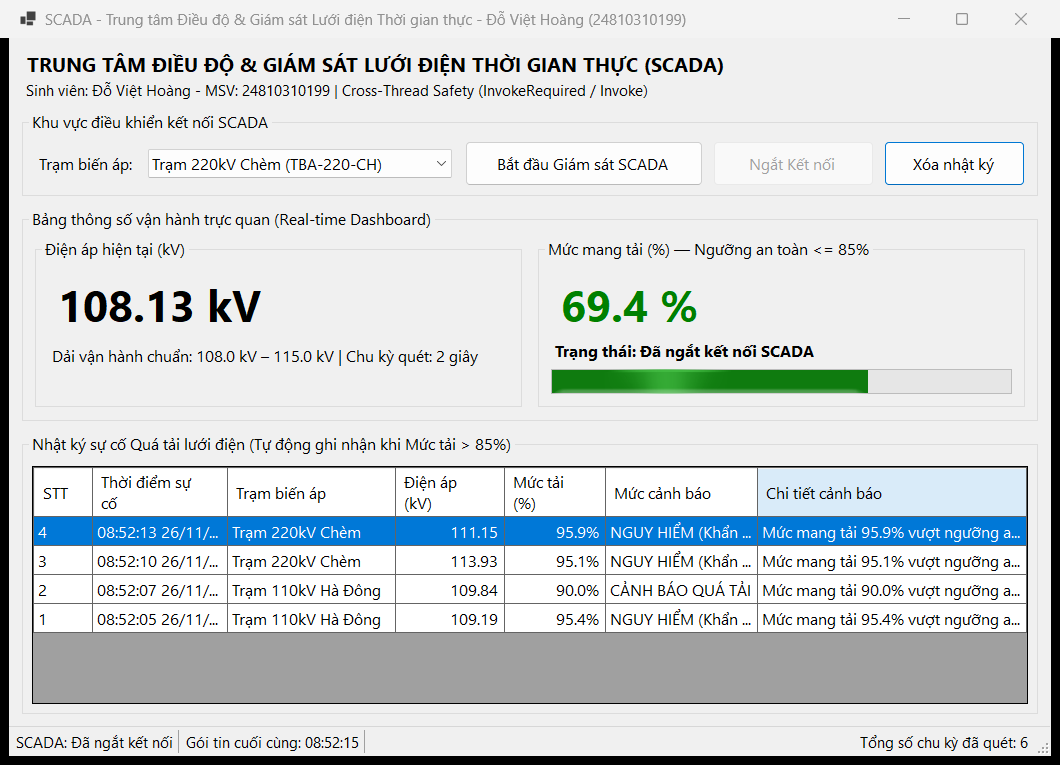 SCADA - Trung tâm Điều độ & Giám sát Lưới điện Thời gian thực - Đỗ Việt Hoàng (24810310199)
TRUNG TÂM ĐIỀU ĐỘ & GIÁM SÁT LƯỚI ĐIỆN THỜI GIAN THỰC (SCADA)
Sinh viên: Đỗ Việt Hoàng - MSV: 24810310199 | Cross-Thread Safety (InvokeRequired / Invoke)
Khu vực điều khiển kết nối SCADA
Trạm biến áp: Trạm 220kV Chèm (TBA-220-CH) Bắt đầu Giám sát SCADA Ngắt Kết nối Xóa nhật ký
Bảng thông số vận hành trực quan (Real-time Dashboard)
Điện áp hiện tại (kV)
108.13 kV
Dải vận hành chuẩn: 108.0 kV – 115.0 kV | Chu kỳ quét: 2 giây
Mức mang tải (%) — Ngưỡng an toàn <= 85%
69.4 %
Trạng thái: Đã ngắt kết nối SCADA
Nhật ký sự cố Quá tải lưới điện (Tự động ghi nhận khi Mức tải > 85%)
STT Thời điểm sự cố Trạm biến áp Điện áp (kV) Mức tải (%) Mức cảnh báo Chi tiết cảnh báo
4 08:52:13 26/11/... Trạm 220kV Chèm 111.15 95.9% NGUY HIỂM (Khẩn ... Mức mang tải 95.9% vượt ngưỡng a...
3 08:52:10 26/11/... Trạm 220kV Chèm 113.93 95.1% NGUY HIỂM (Khẩn ... Mức mang tải 95.1% vượt ngưỡng a...
2 08:52:07 26/11/... Trạm 110kV Hà Đông 109.84 90.0% CẢNH BÁO QUÁ TẢI Mức mang tải 90.0% vượt ngưỡng a...
1 08:52:05 26/11/... Trạm 110kV Hà Đông 109.19 95.4% NGUY HIỂM (Khẩn ... Mức mang tải 95.4% vượt ngưỡng a...
SCADA: Đã ngắt kết nối Gói tin cuối cùng: 08:52:15 Tổng số chu kỳ đã quét: 6